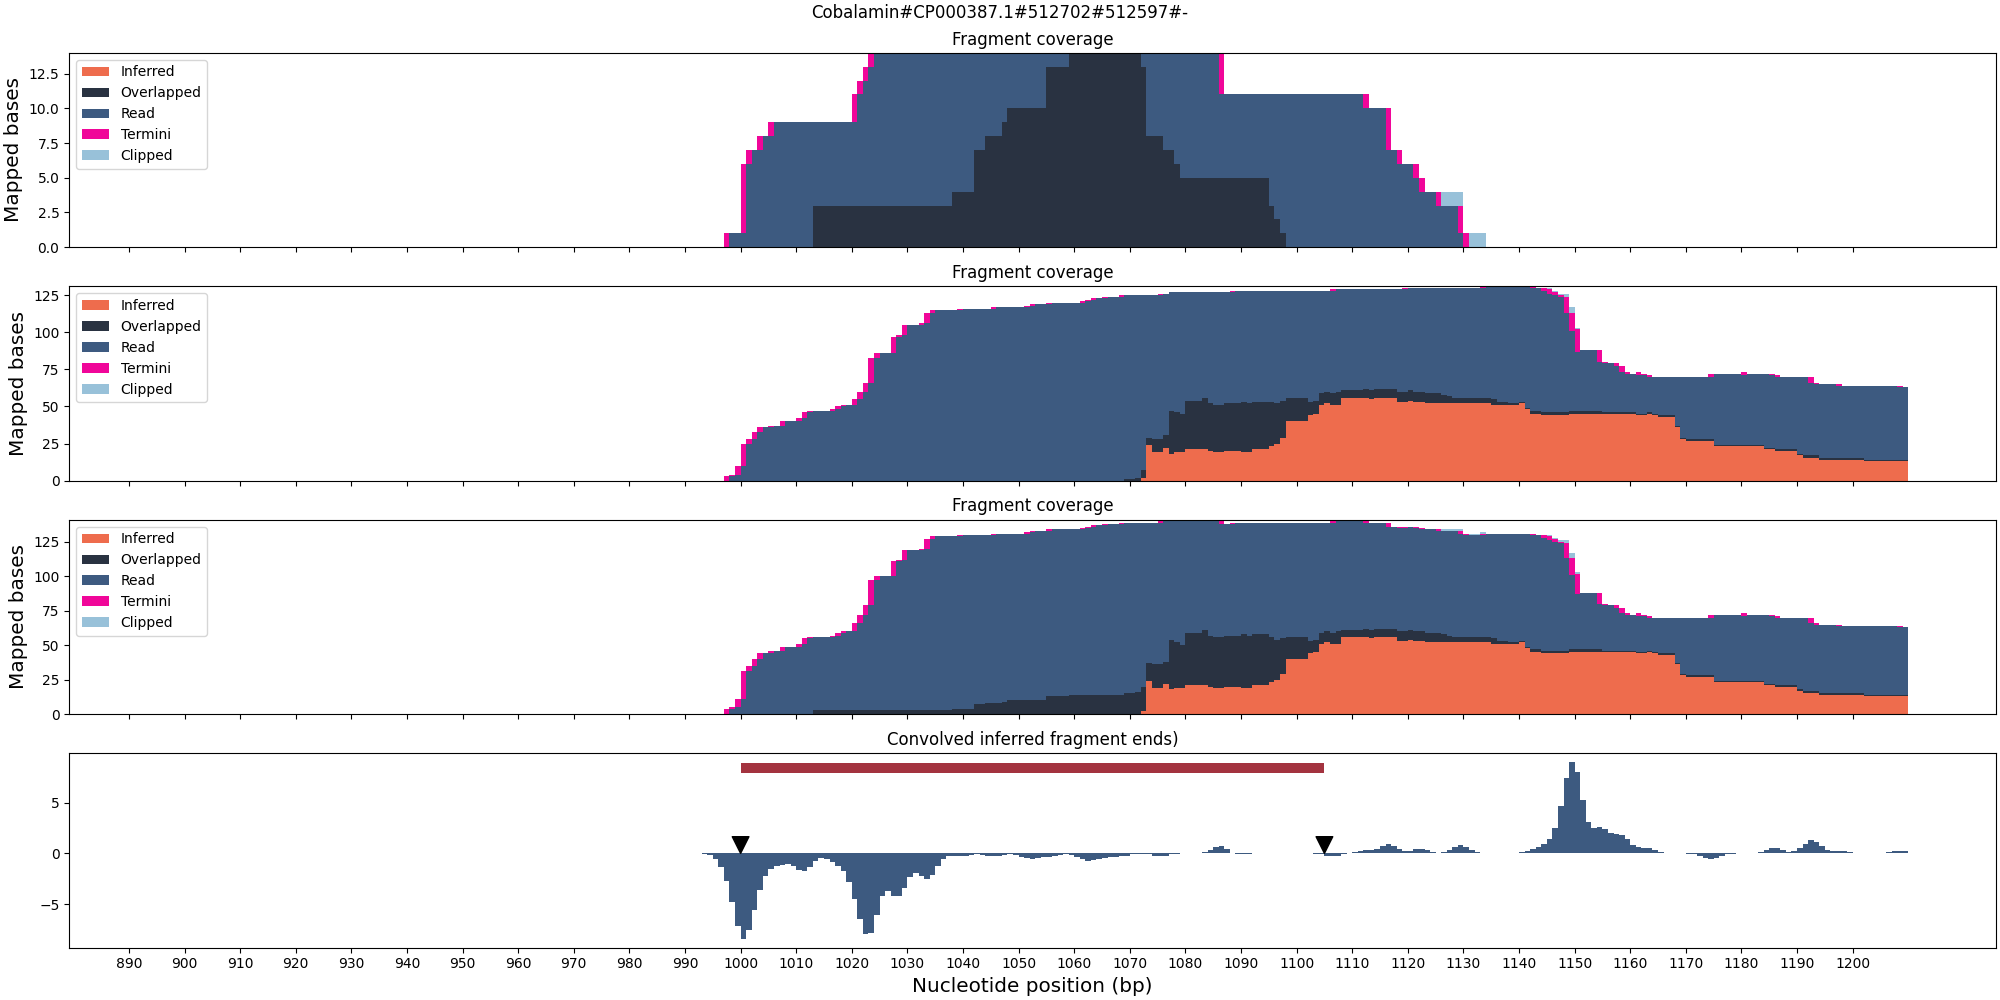 Cobalamin#CP000387.1#512702#512597#-
Fragment coverage
Mapped bases
12.5
10.0
7.5
5.0
2.5
0.0
Inferred
Overlapped
Read
Termini
Clipped
Fragment coverage
Mapped bases
125
100
75
50
25
0
Inferred
Overlapped
Read
Termini
Clipped
Fragment coverage
Mapped bases
125
100
75
50
25
0
Inferred
Overlapped
Read
Termini
Clipped
Convolved inferred fragment ends)
5
0
−5
890 900 910 920 930 940 950 960 970 980 990 1000 1010 1020 1030 1040 1050 1060 1070 1080 1090 1100 1110 1120 1130 1140 1150 1160 1170 1180 1190 1200
Nucleotide position (bp)